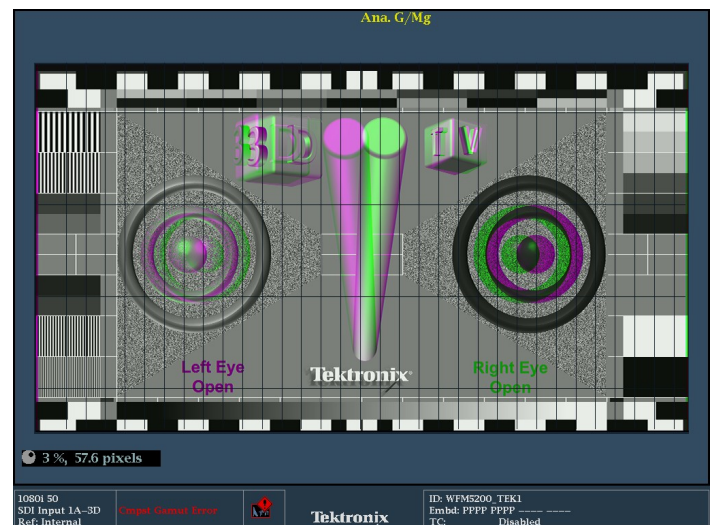 Ana. G/Mg
3D
TV
Left Eye
Open
Tektronix
Right Eye
Open
3 %, 57.6 pixels
1080i 50
SDI Input 1A-3D
Ref: Internal
Cmpst Gamut Error
Tektronix
ID: WFM5200_TEK1
Embd: PPPP PPPP ---- ----
TC: Disabled